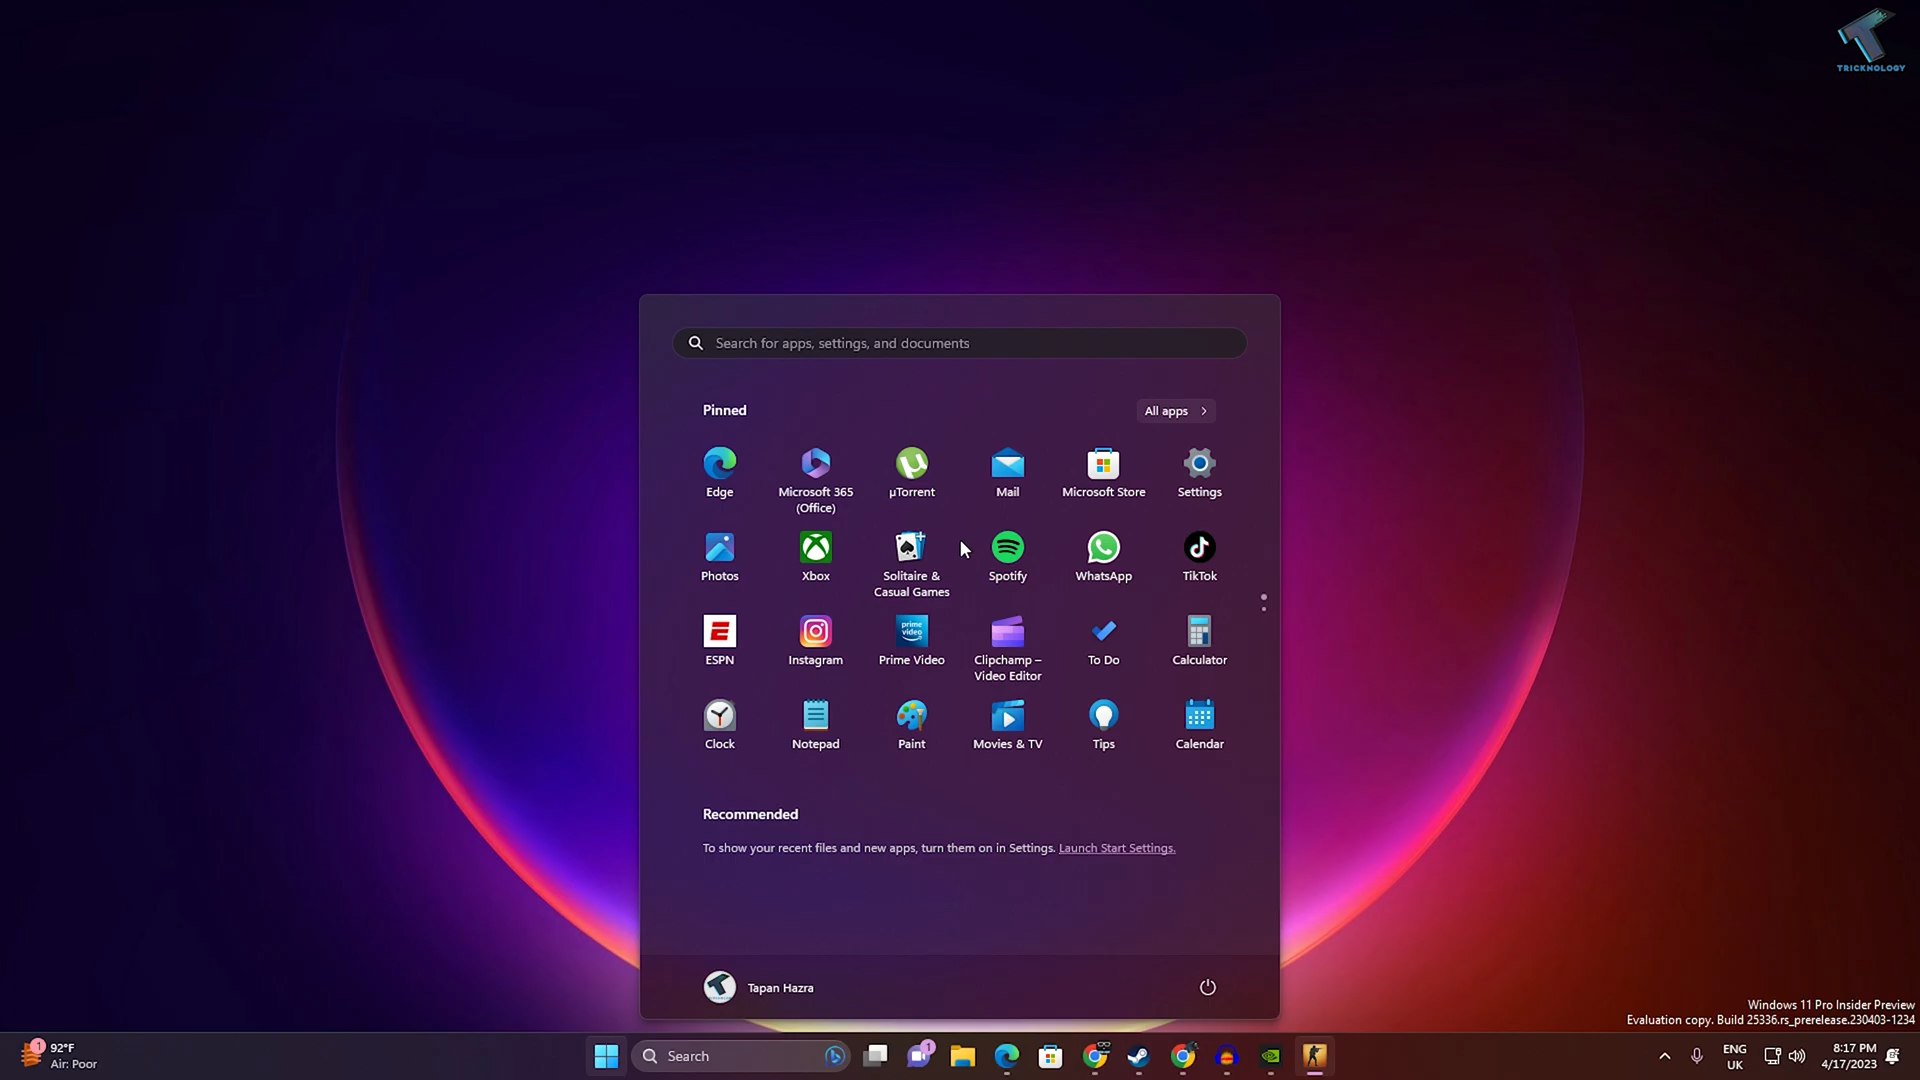 TRICKNOLOGY
Search for apps, settings, and documents
Pinned
All apps
Edge
Microsoft 365
(Office)
µTorrent
Mail
Microsoft Store
Settings
Photos
Xbox
Solitaire &
Casual Games
Spotify
WhatsApp
TikTok
ESPN
Instagram
prime
video
Prime Video
Clipchamp –
Video Editor
To Do
Calculator
Clock
Notepad
Paint
Movies & TV
Tips
Calendar
Recommended
To show your recent files and new apps, turn them on in Settings. Launch Start Settings.
Tapan Hazra
Windows 11 Pro Insider Preview
Evaluation copy. Build 25336.rs_prerelease.230403-1234
1
92°F
Air: Poor
Search
1
ENG
UK
8:17 PM
4/17/2023